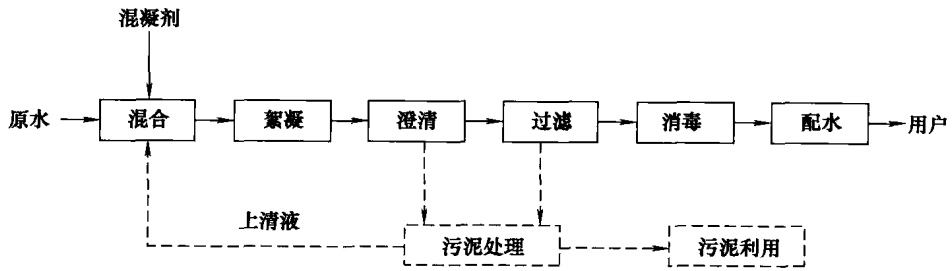 混凝剂
原水 混合 絮凝 澄清 过滤 消毒 配水 用户
上清液
污泥处理 污泥利用